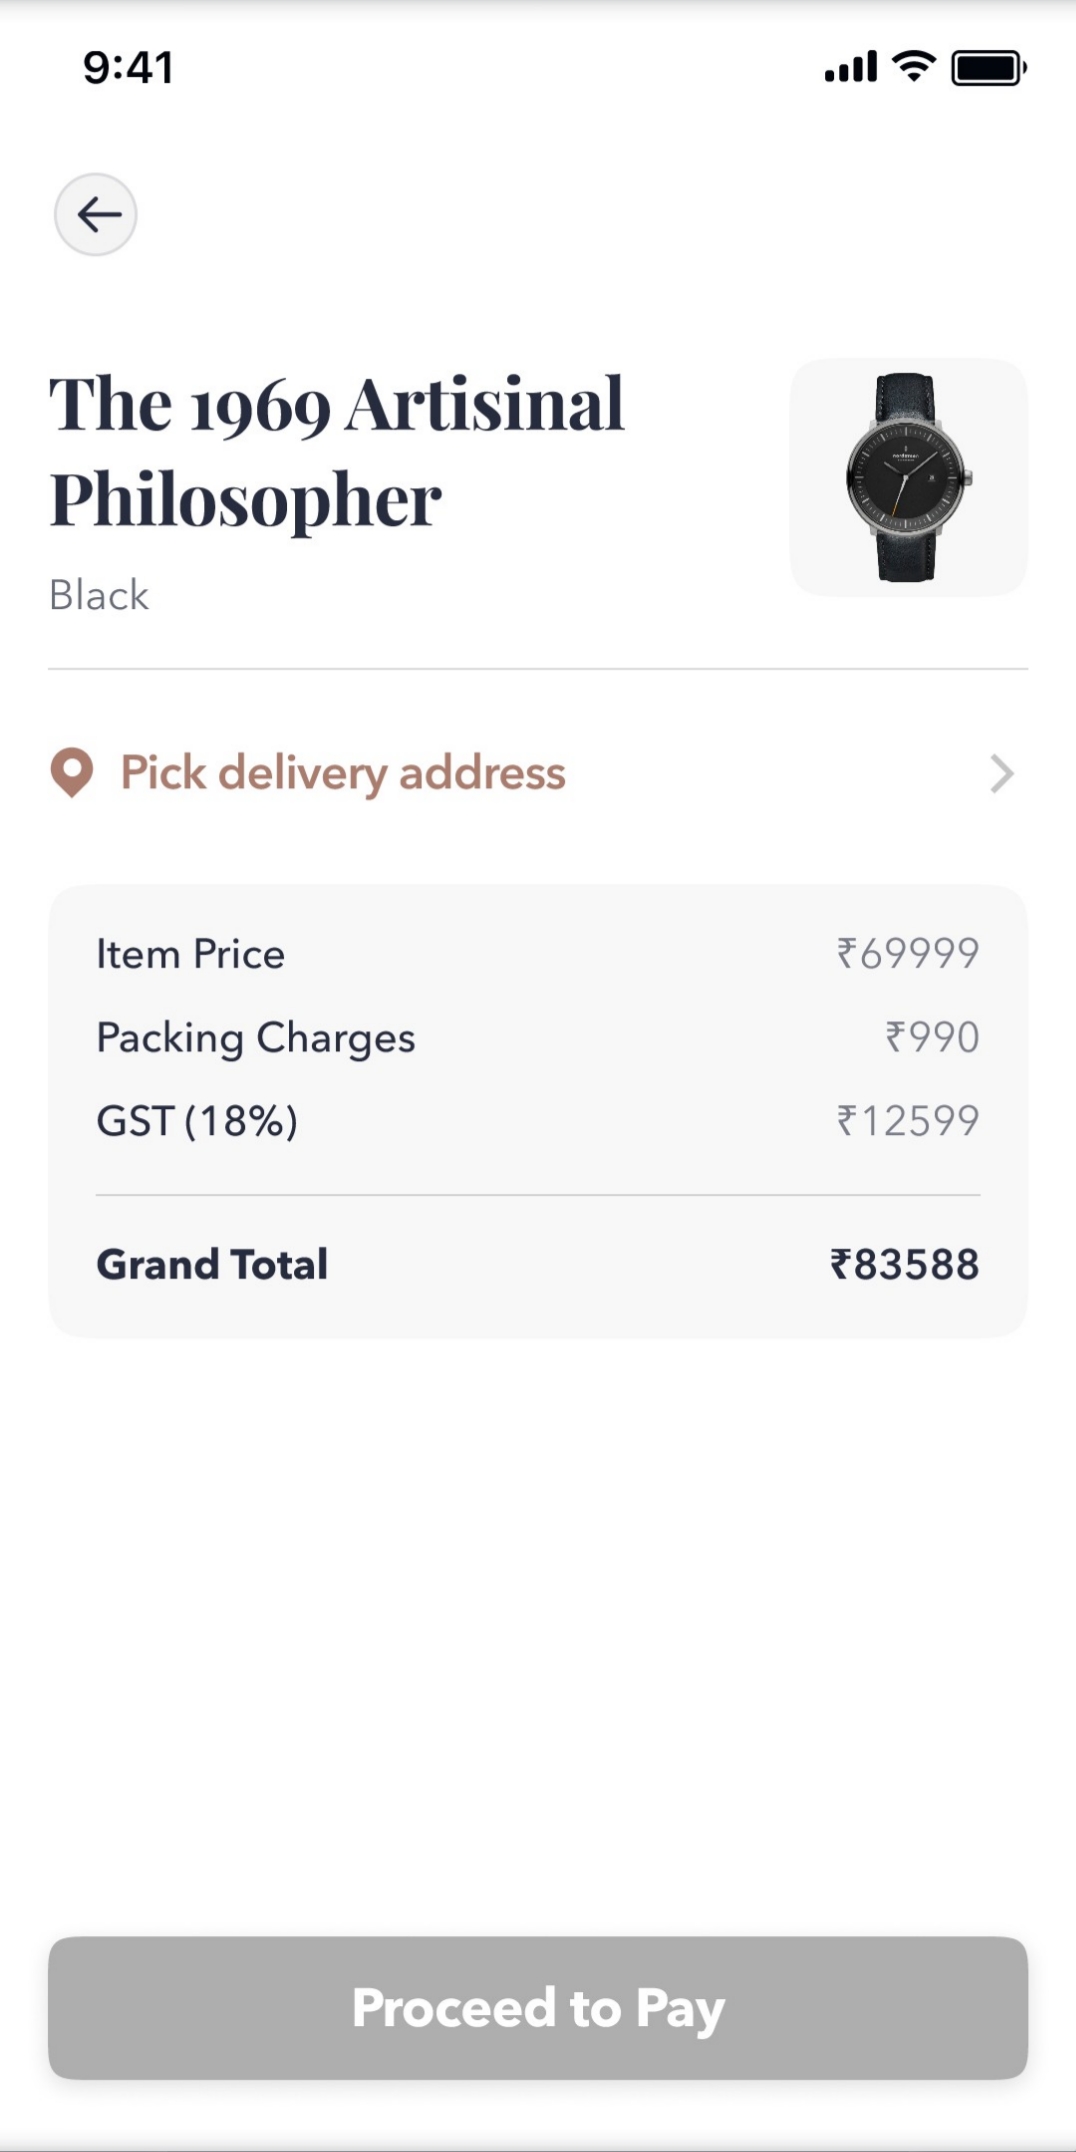 9:41
The 1969 Artisinal
Philosopher
Black
Pick delivery address
Item Price ₹69999
Packing Charges ₹990
GST (18%) ₹12599
Grand Total ₹83588
Proceed to Pay